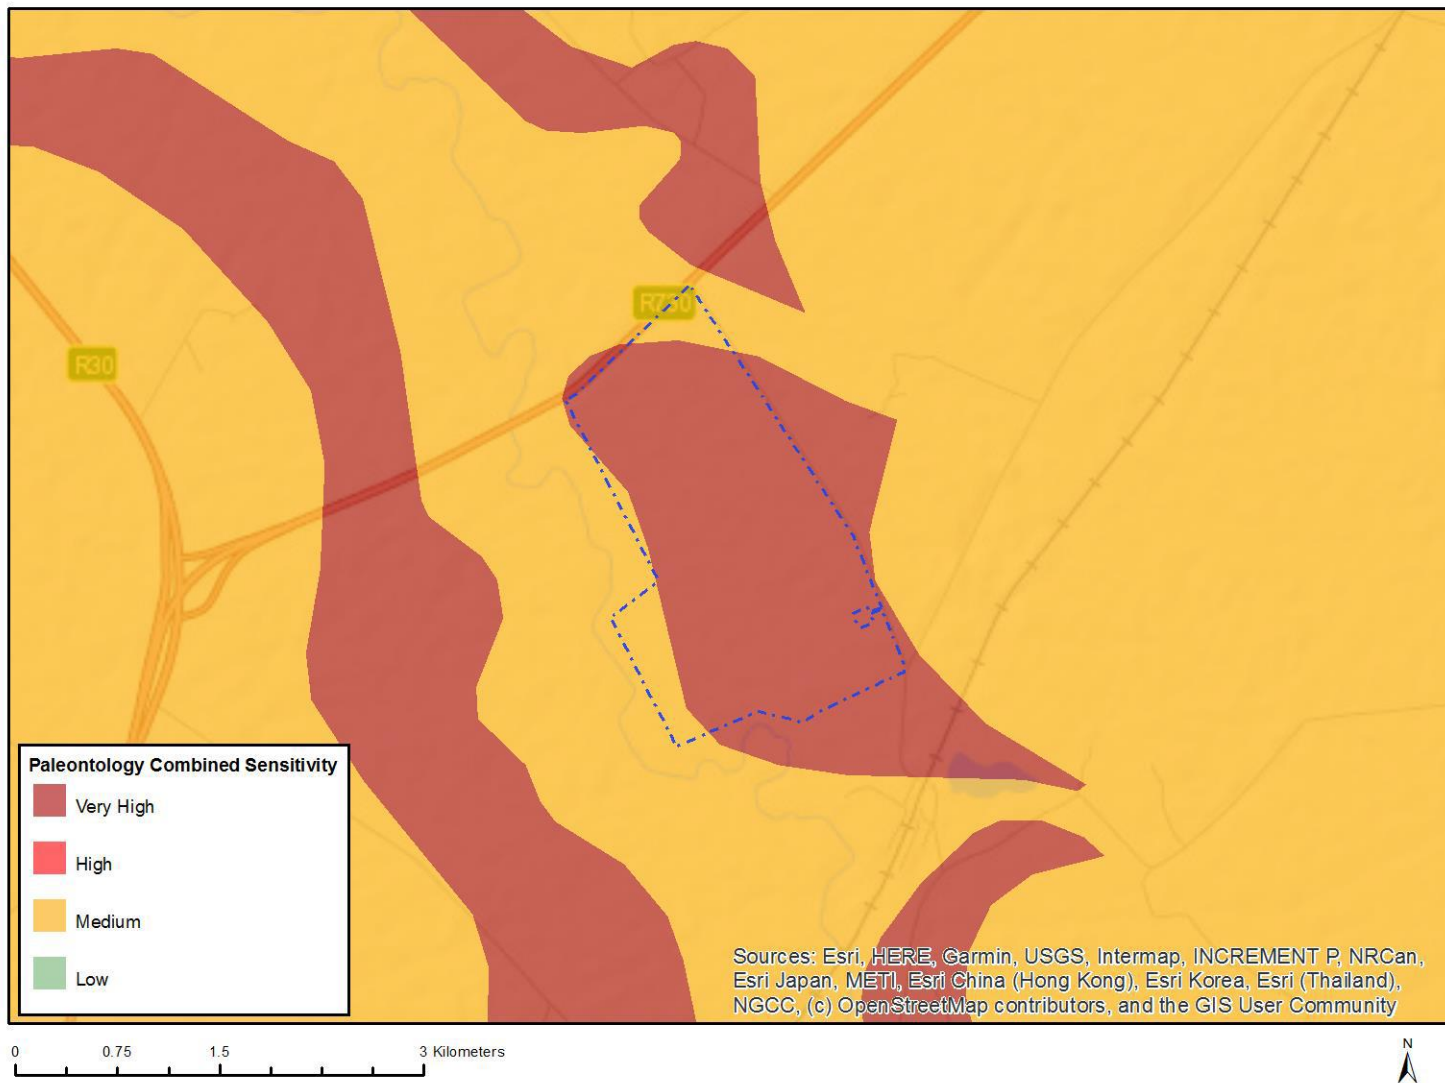 R730
R30
Paleontology Combined Sensitivity
Very High
High
Medium
Low
Sources: Esri, HERE, Garmin, USGS, Intermap, INCREMENT P, NRCan,
Esri Japan, METI, Esri China (Hong Kong), Esri Korea, Esri (Thailand),
NGCC, (c) OpenStreetMap contributors, and the GIS User Community
0 0.75 1.5 3 Kilometers
N